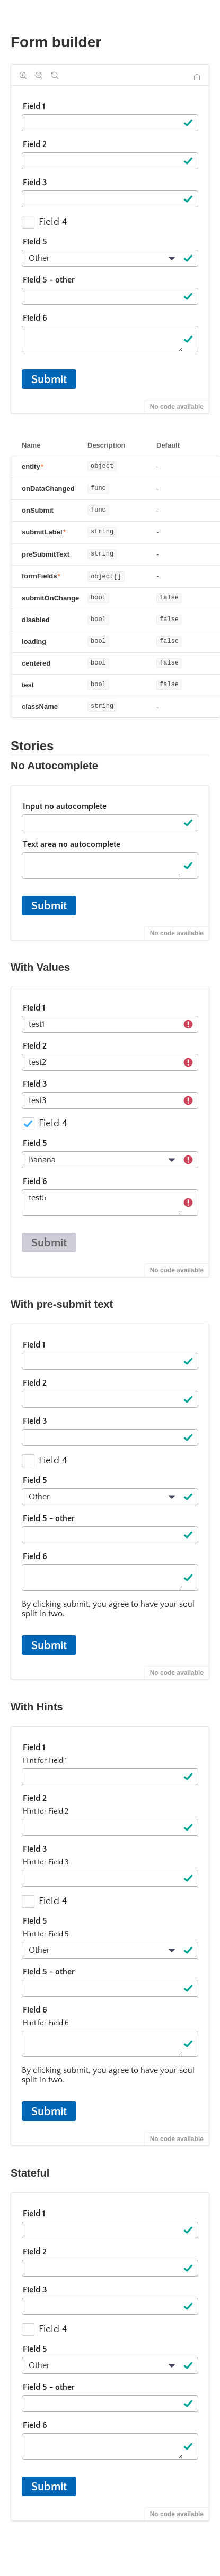 Form builder
Field 1
Field 2
Field 3
Field 4
Field 5
Other
Field 5 - other
Field 6
Submit
No code available
Name Description Default
entity* object -
onDataChanged func -
onSubmit func -
submitLabel* string -
preSubmitText string -
formFields* object[] -
submitOnChange bool false
disabled bool false
loading bool false
centered bool false
test bool false
className string -
Stories
No Autocomplete
Input no autocomplete
Text area no autocomplete
Submit
No code available
With Values
Field 1
test1
Field 2
test2
Field 3
test3
Field 4
Field 5
Banana
Field 6
test5
Submit
No code available
With pre-submit text
Field 1
Field 2
Field 3
Field 4
Field 5
Other
Field 5 - other
Field 6
By clicking submit, you agree to have your soul
split in two.
Submit
No code available
With Hints
Field 1
Hint for Field 1
Field 2
Hint for Field 2
Field 3
Hint for Field 3
Field 4
Field 5
Hint for Field 5
Other
Field 5 - other
Field 6
Hint for Field 6
By clicking submit, you agree to have your soul
split in two.
Submit
No code available
Stateful
Field 1
Field 2
Field 3
Field 4
Field 5
Other
Field 5 - other
Field 6
Submit
No code available